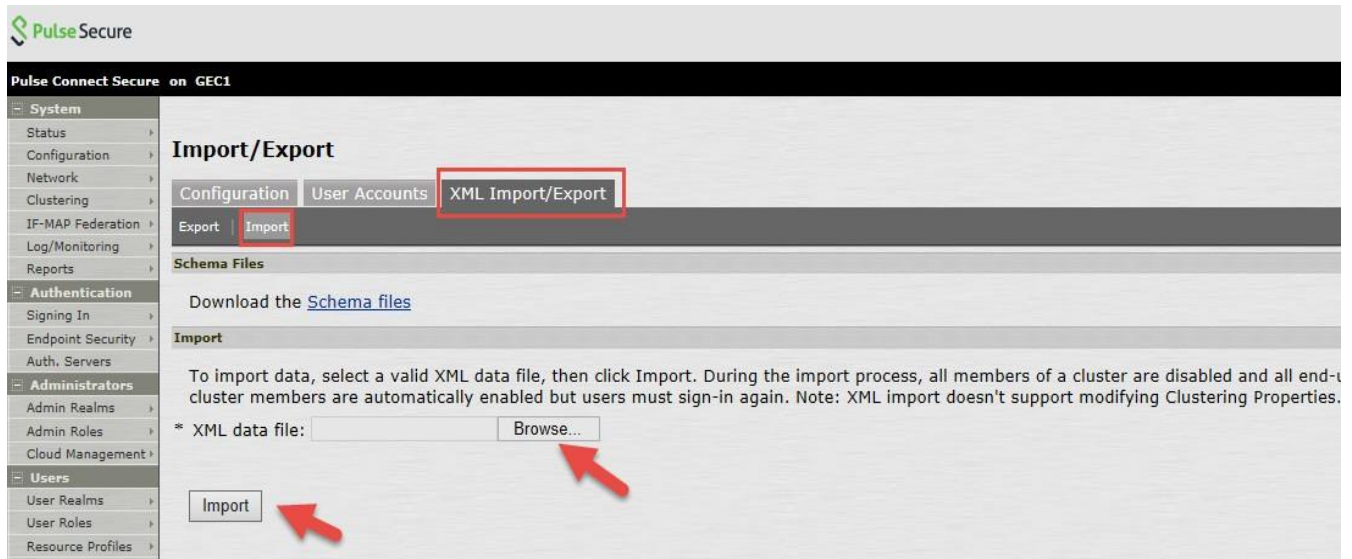 Pulse Secure
Pulse Connect Secure on GEC1
System
Status
Configuration
Network
Clustering
IF-MAP Federation
Log/Monitoring
Reports
Authentication
Signing In
Endpoint Security
Auth. Servers
Administrators
Admin Realms
Admin Roles
Cloud Management
Users
User Realms
User Roles
Resource Profiles
Import/Export
Configuration User Accounts XML Import/Export
Export | Import
Schema Files
Download the Schema files
Import
To import data, select a valid XML data file, then click Import. During the import process, all members of a cluster are disabled and all end-
cluster members are automatically enabled but users must sign-in again. Note: XML import doesn't support modifying Clustering Properties.
* XML data file: Browse...
Import